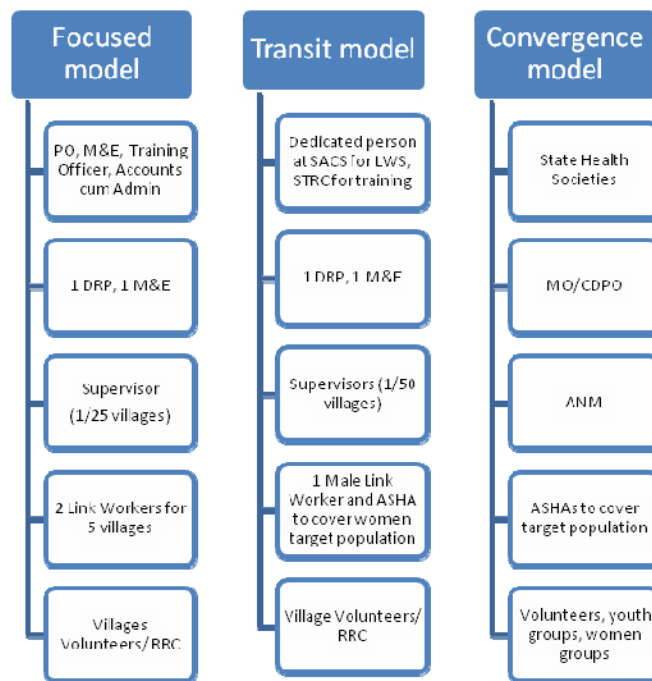 Focused
model
PO, M&E, Training
Officer, Accounts
cum Admin
1 DRP, 1 M&E
Supervisor
(1/25 villages)
2 Link Workers for
5 villages
Villages
Volunteers/ RRC
Transit model
Dedicated person
at SACS for LWS,
STRC for training
1 DRP, 1 M&E
Supervisors (1/50
villages)
1 Male Link
Worker and ASHA
to cover women
target population
Village Volunteers/
RRC
Convergence
model
State Health
Societies
MO/CDPO
ANM
ASHAs to cover
target population
Volunteers, youth
groups, women
groups